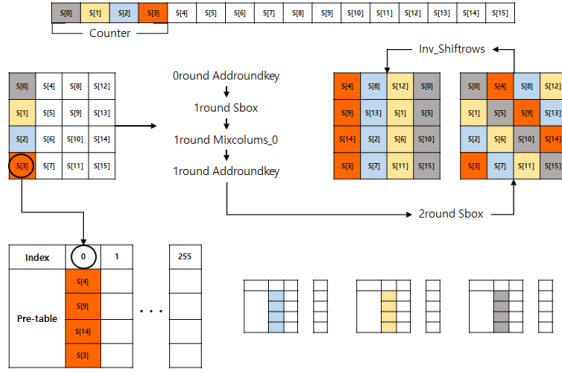 S[0] S[1] S[2] S[3] S[4] S[5] S[6] S[7] S[8] S[9] S[10] S[11] S[12] S[13] S[14] S[15]
Counter
Inv_Shiftrows
S[0] S[4] S[8] S[12]
S[1] S[5] S[9] S[13]
S[2] S[6] S[10] S[14]
S[3] S[7] S[11] S[15]
0round Addroundkey
1round Sbox
1round Mixcolums_0
1round Addroundkey
S[4] S[8] S[12] S[0]
S[9] S[13] S[1] S[5]
S[14] S[2] S[6] S[10]
S[3] S[7] S[11] S[15]
S[0] S[4] S[8] S[12]
S[1] S[5] S[9] S[13]
S[2] S[6] S[10] S[14]
S[3] S[7] S[11] S[15]
2round Sbox
Index 0 1 255
Pre-table
S[4]
S[9]
S[14]
S[3]
• • •